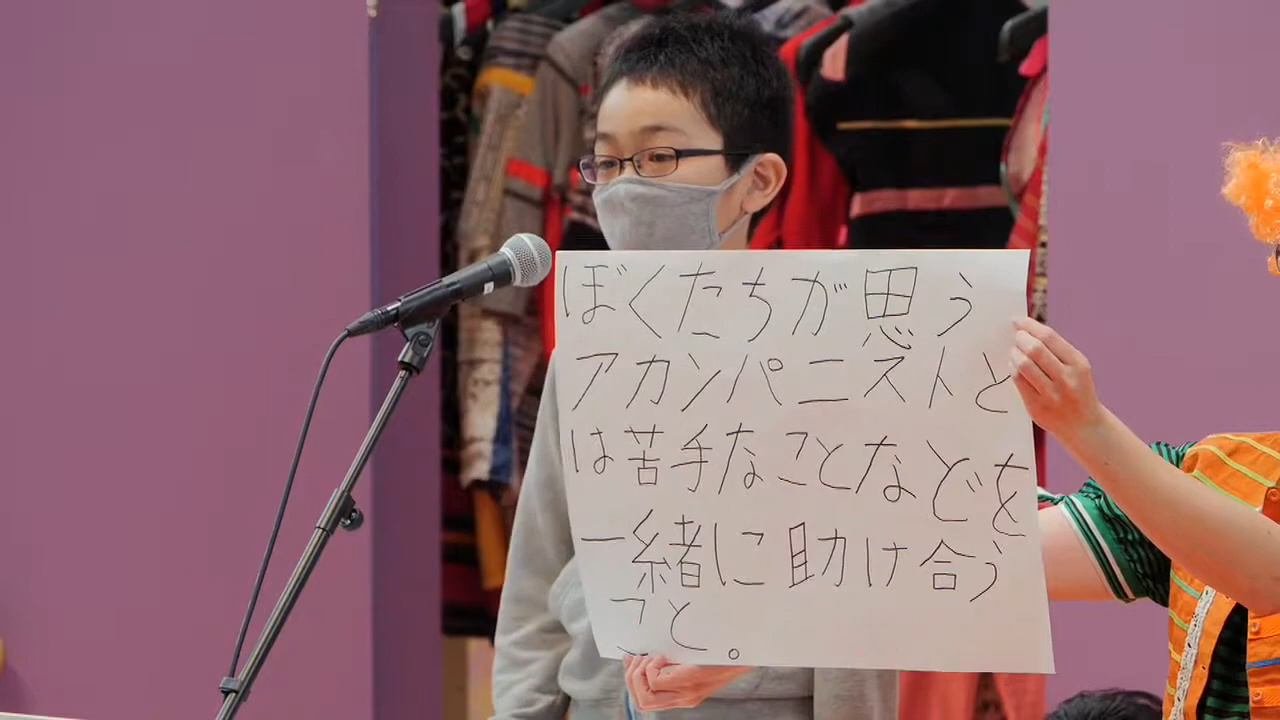 ぼくたちが思う
アカンパニストと
は苦手なことなどを
一緒に助け合う
こと。